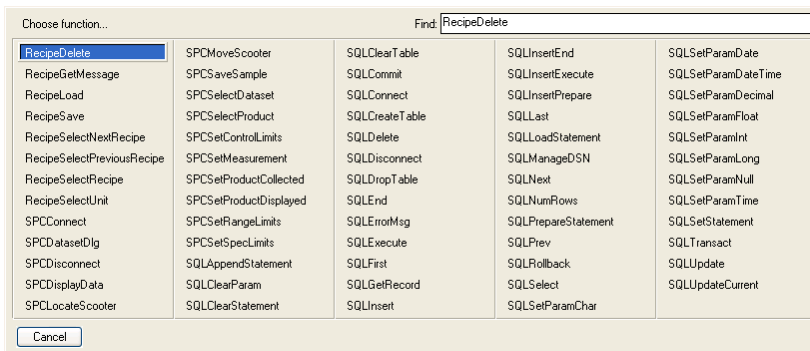 Choose function...
Find: RecipeDelete
RecipeDelete SPCMoveScooter SQLClearTable SQLInsertEnd SQLSetParamDate
RecipeGetMessage SPCSaveSample SQLCommit SQLInsertExecute SQLSetParamDateTime
RecipeLoad SPCSelectDataset SQLConnect SQLInsertPrepare SQLSetParamDecimal
RecipeSave SPCSelectProduct SQLCreateTable SQLLast SQLSetParamFloat
RecipeSelectNextRecipe SPCSetControlLimits SQLDelete SQLLoadStatement SQLSetParamInt
RecipeSelectPreviousRecipe SPCSetMeasurement SQLDisconnect SQLManageDSN SQLSetParamLong
RecipeSelectRecipe SPCSetProductCollected SQLDropTable SQLNext SQLSetParamNull
RecipeSelectUnit SPCSetProductDisplayed SQLEnd SQLNumRows SQLSetParamTime
SPCConnect SPCSetRangeLimits SQLErrorMsg SQLPrepareStatement SQLSetStatement
SPCDatasetDlg SPCSetSpecLimits SQLExecute SQLPrev SQLTransact
SPCDisconnect SQLAppendStatement SQLFirst SQLRollback SQLUpdate
SPCDisplayData SQLClearParam SQLGetRecord SQLSelect SQLUpdateCurrent
SPCLocateScooter SQLClearStatement SQLInsert SQLSetParamChar
Cancel